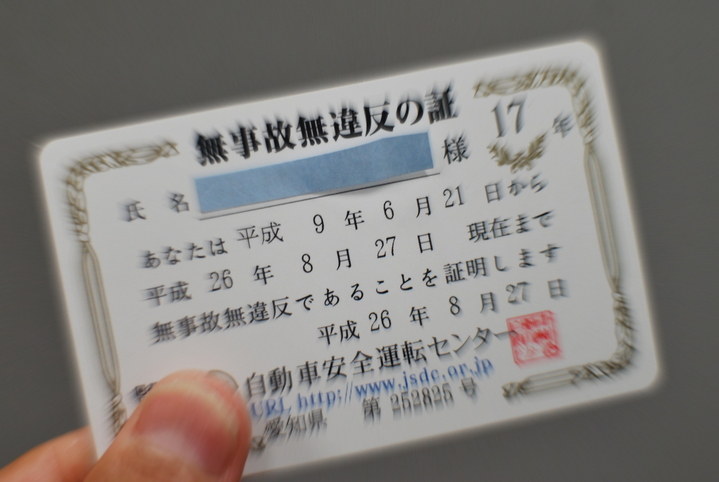 無事故無違反の証
17 年
氏 名 様
あなたは 平成 9 年 6 月 21 日から
平成 26 年 8 月 27 日 現在まで
無事故無違反であることを証明します
平成 26 年 8 月 27 日
自動車安全運転センター
URL http://www.jsdc.or.jp
愛知県 第 252825 号